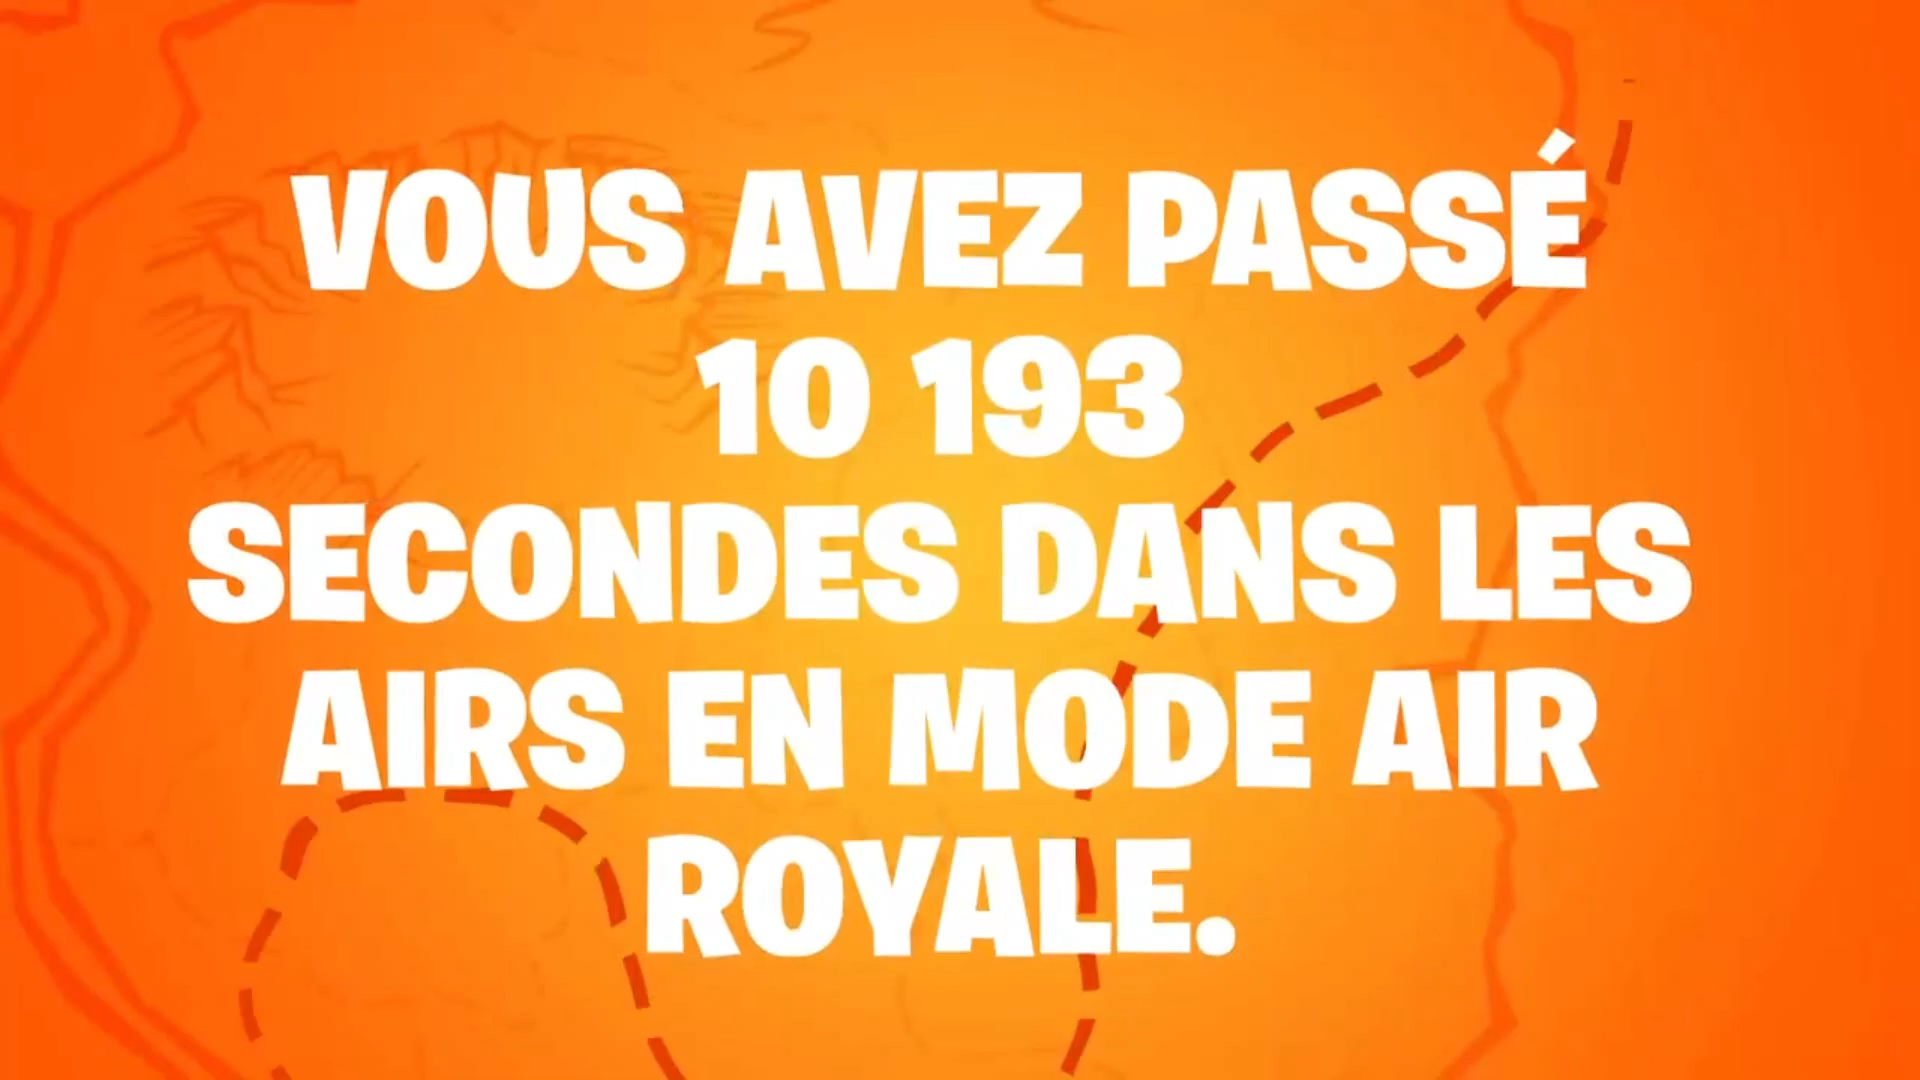 VOUS AVEZ PASSÉ
10 193
SECONDES DANS LES
AIRS EN MODE AIR
ROYALE.